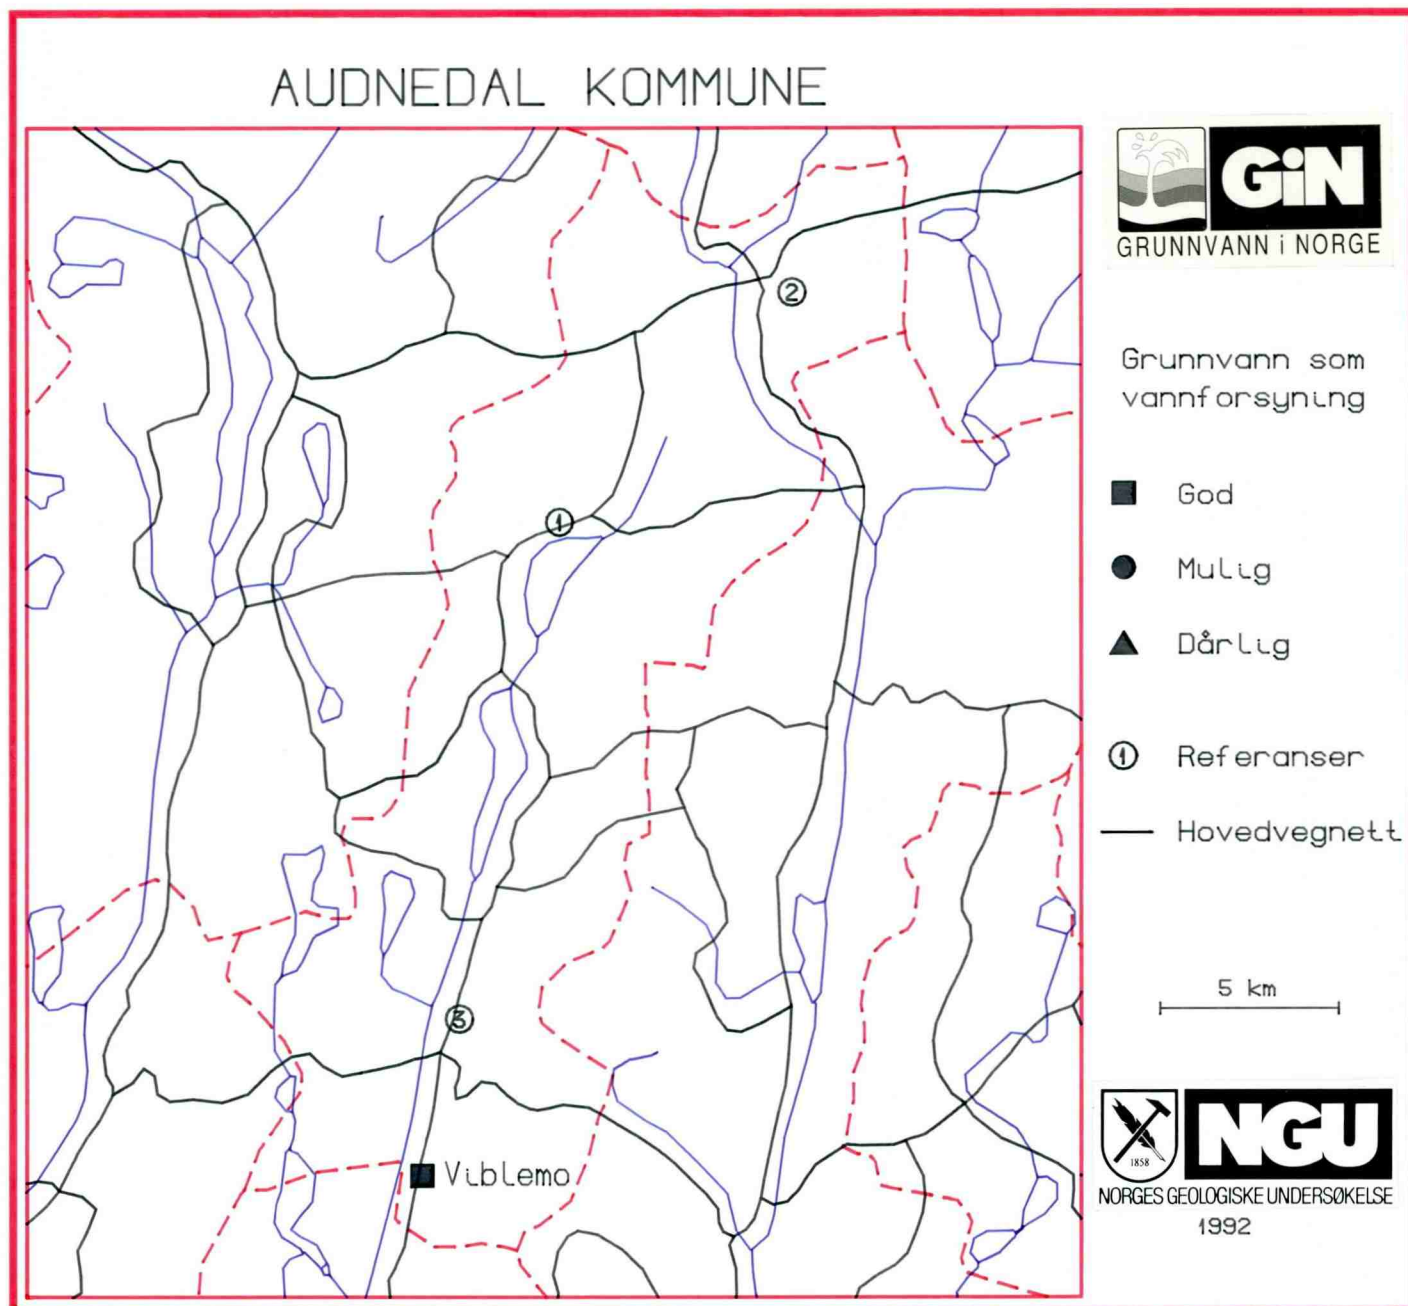 AUDNEDAL KOMMUNE
GiN
GRUNNVANN i NORGE
2
Grunnvann som
vannforsyning
God
1
Mulig
Dårlig
1 Referanser
Hovedvegnett
5 km
3
1858
NGU
Viblemo
NORGES GEOLOGISKE UNDERSØKELSE
1992